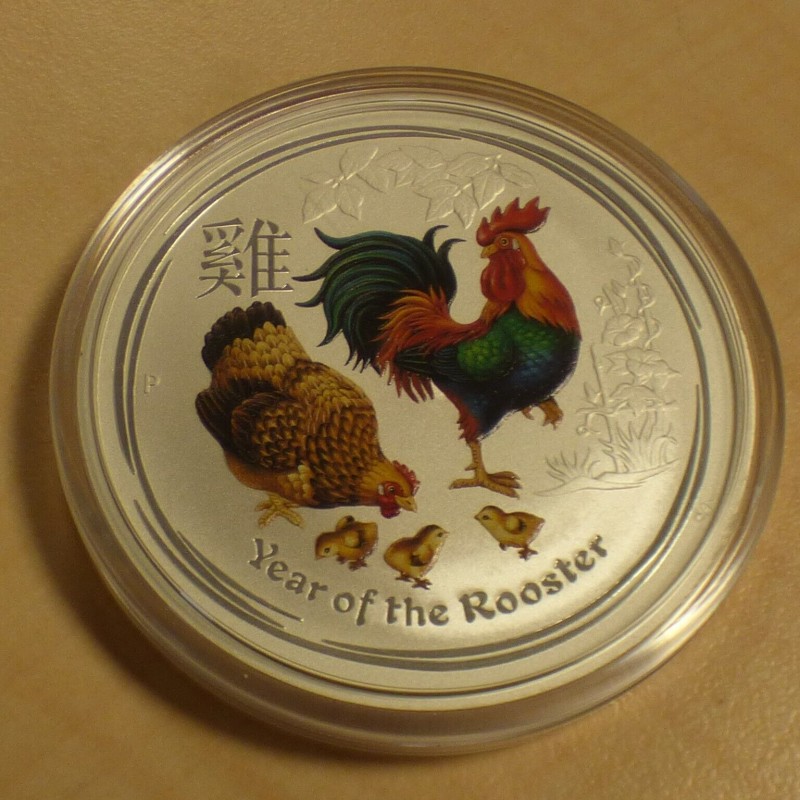 雞
P
Year of the Rooster